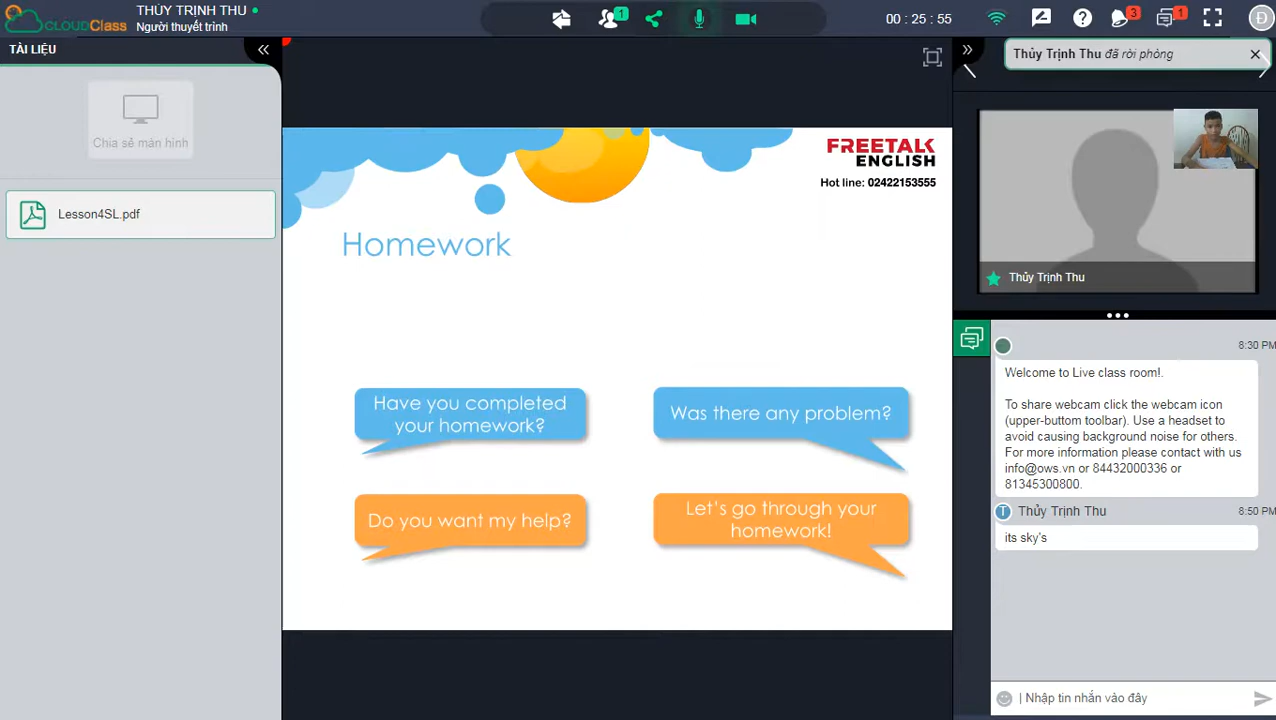 CLOUDClass
THÙY TRỊNH THU
Người thuyết trình
1
00 : 25 : 55
3
1
Đ
TÀI LIỆU
Chia sẻ màn hình
Lesson4SL.pdf
FREETALK
ENGLISH
Hot line: 02422153555
Homework
Have you completed
your homework?
Was there any problem?
Do you want my help?
Let's go through your
homework!
Thủy Trịnh Thu đã rời phòng
Thủy Trịnh Thu
8:30 PM
Welcome to Live class room!.
To share webcam click the webcam icon
(upper-buttom toolbar). Use a headset to
avoid causing background noise for others.
For more information please contact with us
info@ows.vn or 84432000336 or
81345300800.
T
Thủy Trịnh Thu
8:50 PM
its sky's
Nhập tin nhắn vào đây